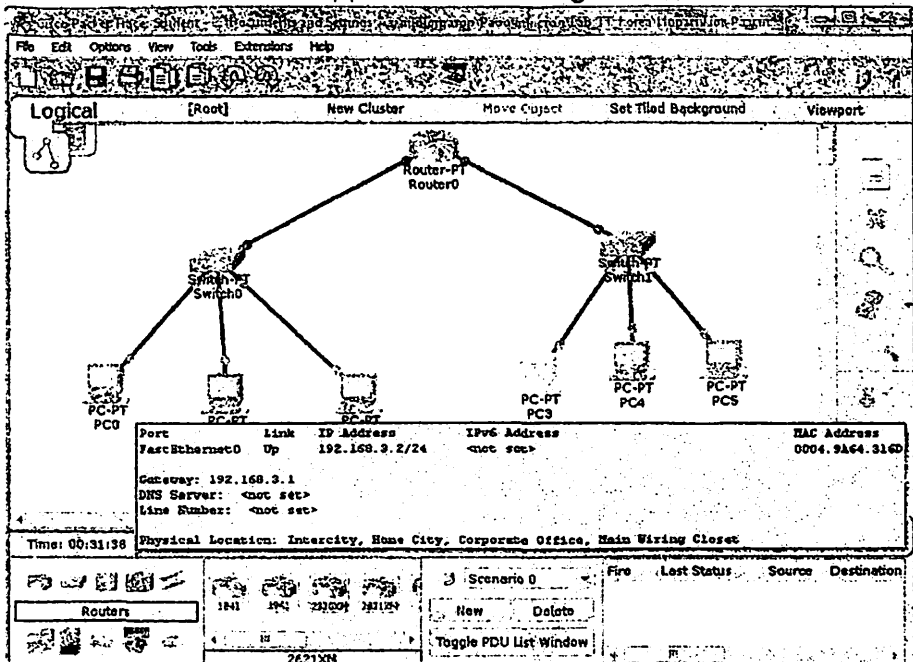 File Edit Options View Tools Extensions Help
Logical [Root] New Cluster Move Object Set Tiled Background Viewport
Router-PT
Router0
Switch-PT
Switch0
Switch-PT
Switch1
PC-PT
PC0
PC-PT
PC-PT
PC-PT
PC3
PC-PT
PC4
PC-PT
PC5
Port Link IP Address IPv6 Address MAC Address
FastEthernet0 Up 192.168.3.2/24 <not set> 0004.9A64.316D
Gateway: 192.168.3.1
DNS Server: <not set>
Line Number: <not set>
Physical Location: Intercity, Home City, Corporate Office, Main Wiring Closet
Time: 00:31:38
Routers
1841
2621XM
Scenario 0
New Delete
Toggle PDU List Window
Fire Last Status Source Destination